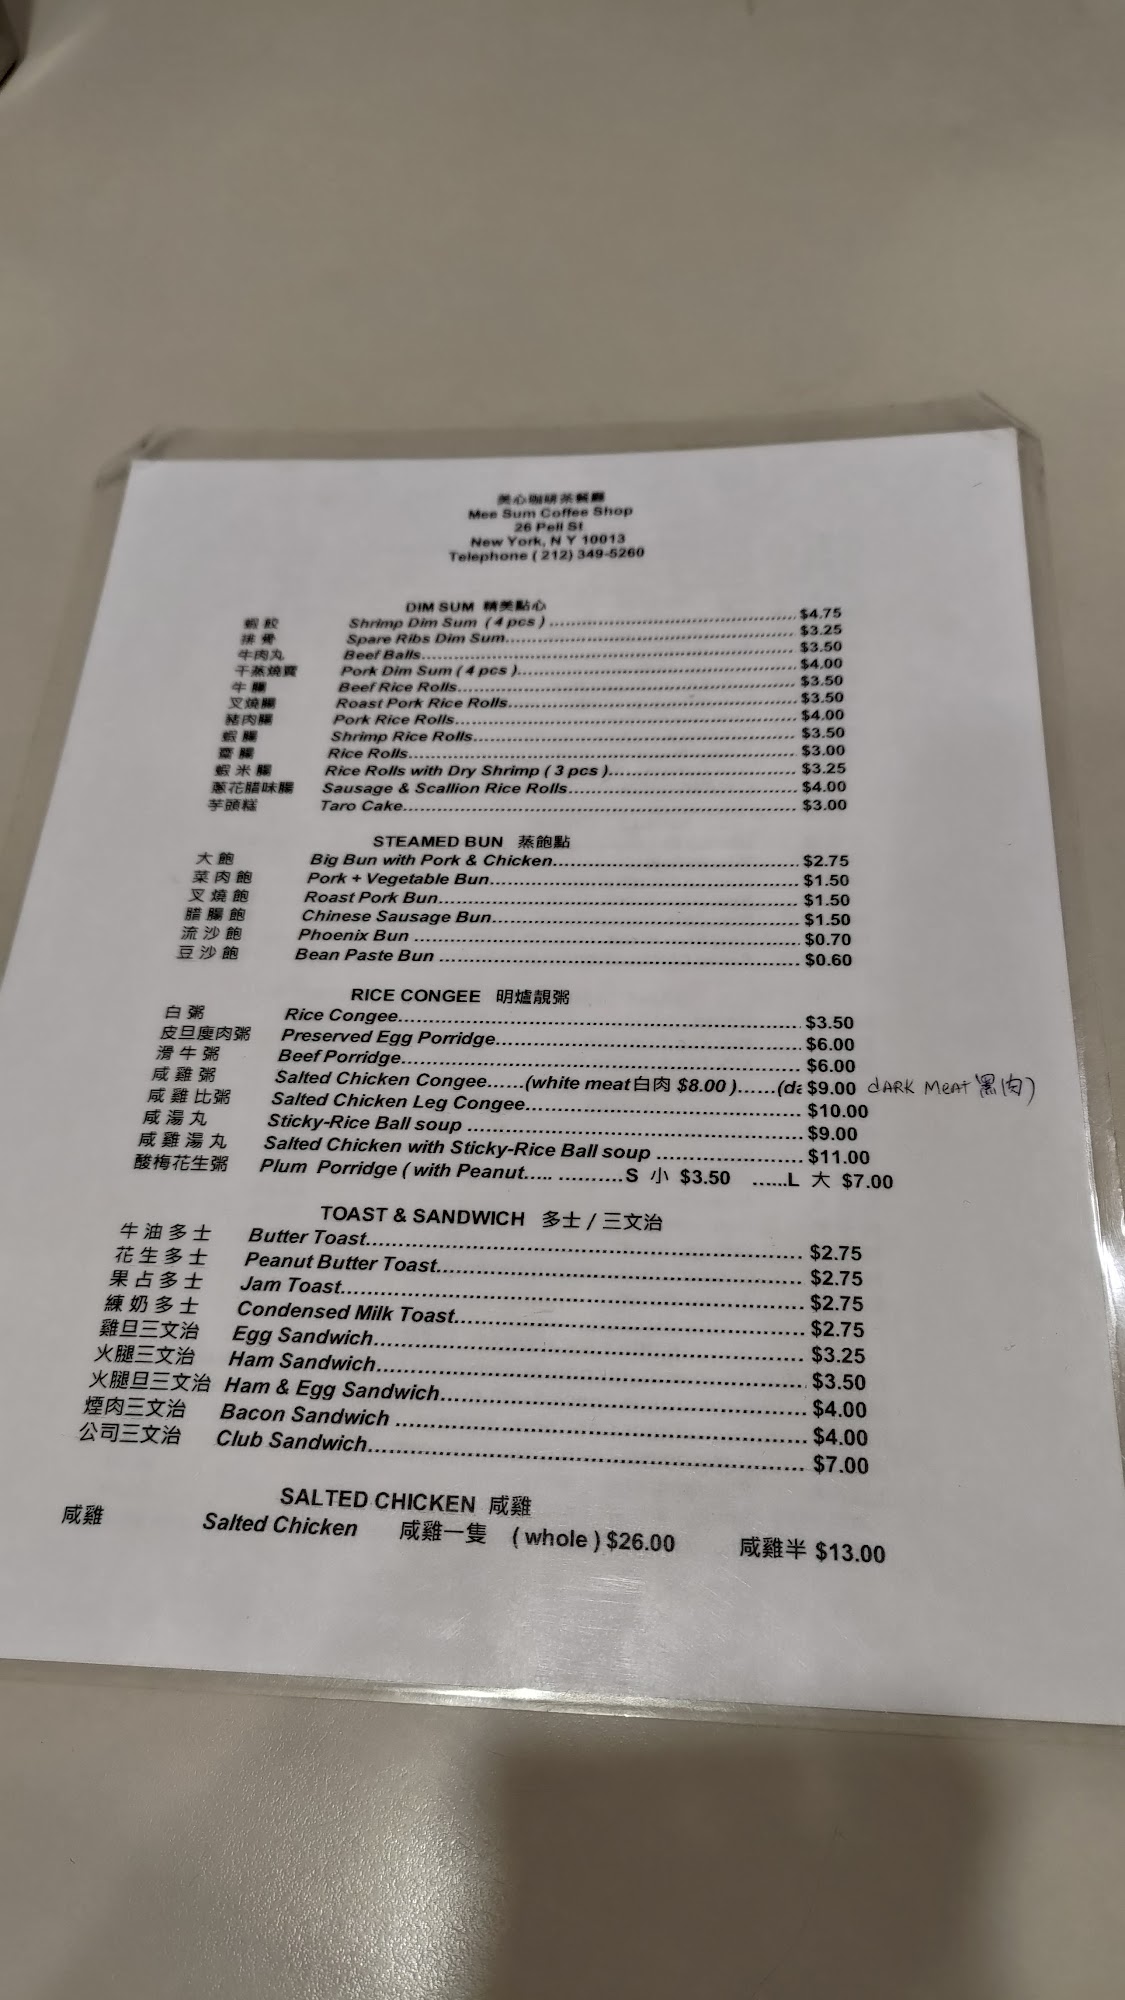 美心咖啡茶餐廳
Mee Sum Coffee Shop
26 Pell St
New York, N Y 10013
Telephone ( 212) 349-5260
DIM SUM 精美點心
蝦餃 Shrimp Dim Sum ( 4 pcs ) ........ $4.75
排骨 Spare Ribs Dim Sum........ $3.25
牛肉丸 Beef Balls........ $3.50
干蒸燒賣 Pork Dim Sum ( 4 pcs )........ $4.00
牛腸 Beef Rice Rolls........ $3.50
叉燒腸 Roast Pork Rice Rolls........ $3.50
豬肉腸 Pork Rice Rolls........ $4.00
蝦腸 Shrimp Rice Rolls........ $3.50
齋腸 Rice Rolls........ $3.00
蝦米腸 Rice Rolls with Dry Shrimp ( 3 pcs )........ $3.25
蔥花腊味腸 Sausage & Scallion Rice Rolls........ $4.00
芋頭糕 Taro Cake........ $3.00
STEAMED BUN 蒸飽點
大飽 Big Bun with Pork & Chicken........ $2.75
菜肉飽 Pork + Vegetable Bun........ $1.50
叉燒飽 Roast Pork Bun........ $1.50
腊腸飽 Chinese Sausage Bun........ $1.50
流沙飽 Phoenix Bun ........ $0.70
豆沙飽 Bean Paste Bun ........ $0.60
RICE CONGEE 明爐靚粥
白粥 Rice Congee........ $3.50
皮旦廋肉粥 Preserved Egg Porridge........ $6.00
滑牛粥 Beef Porridge........ $6.00
咸雞粥 Salted Chicken Congee......(white meat 白肉 $8.00 )......(da $9.00 dARK MeAT 黑肉)
咸雞比粥 Salted Chicken Leg Congee........ $10.00
咸湯丸 Sticky-Rice Ball soup ........ $9.00
咸雞湯丸 Salted Chicken with Sticky-Rice Ball soup ........ $11.00
酸梅花生粥 Plum Porridge ( with Peanut..... ..........S 小 $3.50 ......L 大 $7.00
TOAST & SANDWICH 多士 / 三文治
牛油多士 Butter Toast........ $2.75
花生多士 Peanut Butter Toast........ $2.75
果占多士 Jam Toast........ $2.75
練奶多士 Condensed Milk Toast........ $2.75
雞旦三文治 Egg Sandwich........ $3.25
火腿三文治 Ham Sandwich........ $3.50
火腿旦三文治 Ham & Egg Sandwich........ $4.00
煙肉三文治 Bacon Sandwich ........ $4.00
公司三文治 Club Sandwich........ $7.00
SALTED CHICKEN 咸雞
咸雞 Salted Chicken 咸雞一隻 ( whole ) $26.00 咸雞半 $13.00